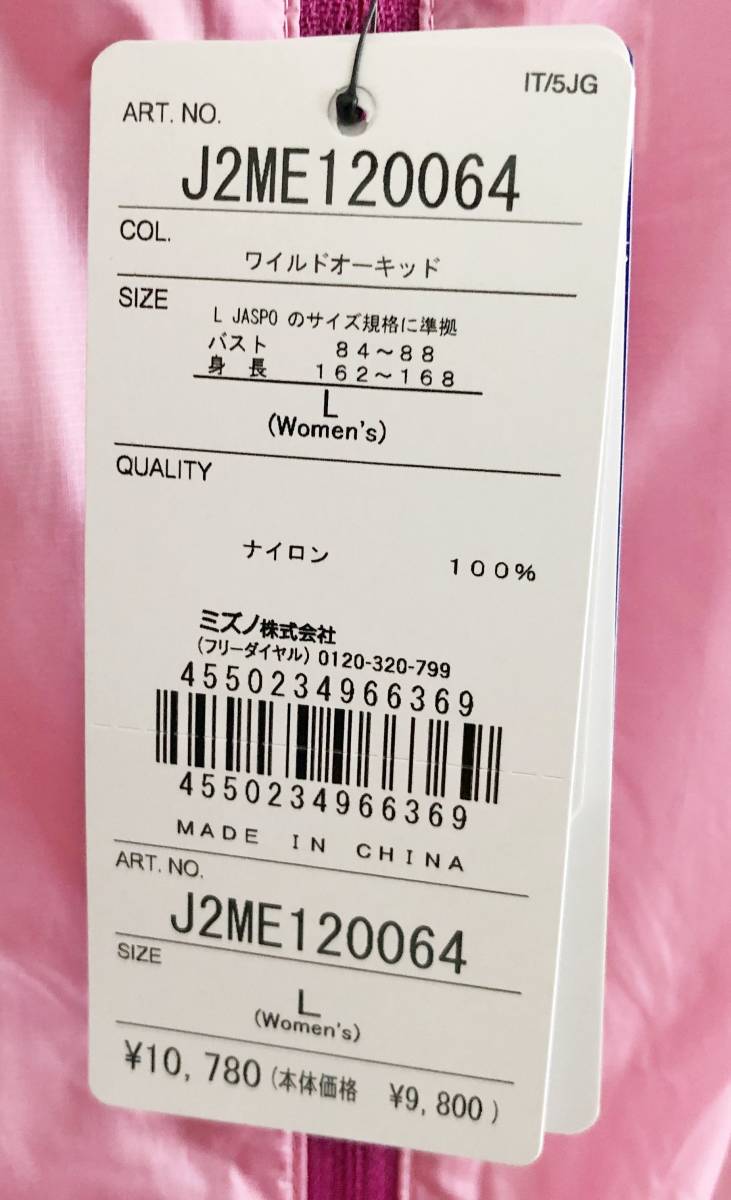 IT/5JG
ART. NO.
J2ME120064
COL.
ワイルドオーキッド
SIZE
L JASPO のサイズ規格に準拠
バスト 84～88
身長 162～168
L
(Women's)
QUALITY
ナイロン 100%
ミズノ株式会社
(フリーダイヤル) 0120-320-799
4550234966369
4550234966369
MADE IN CHINA
ART. NO.
J2ME120064
SIZE
L
(Women's)
¥10,780 (本体価格 ¥9,800)